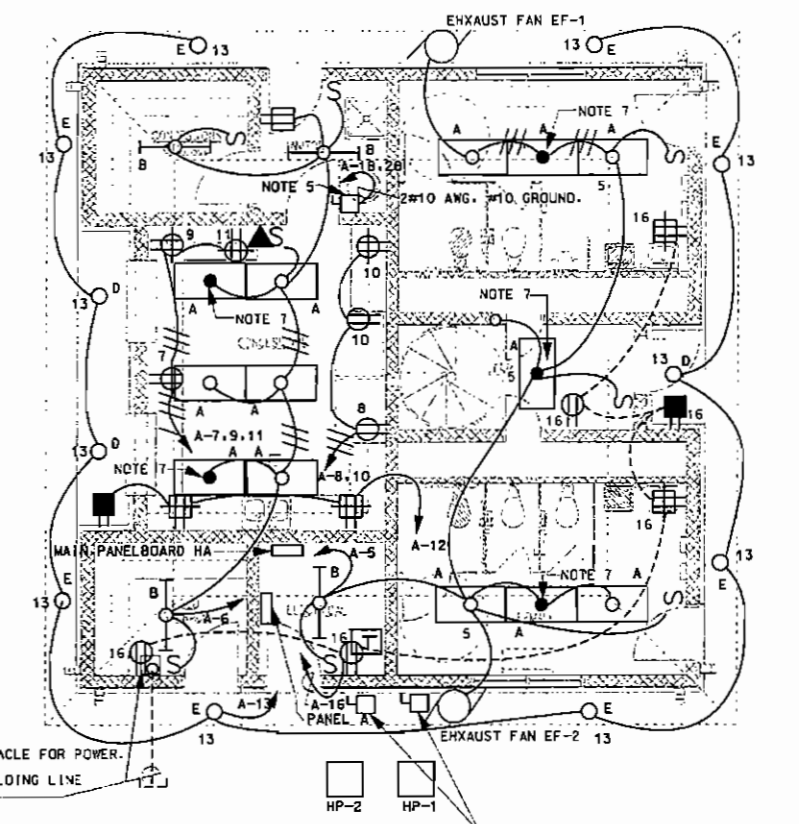 EHXAUST FAN EF-1
E 13
13 E
E
13
NOTE 7
A A A
S
E
13
B
8
A-18,20
NOTE 5
2#10 AWG. #10 GROUND.
5
16
9 11 S
10
NOTE 7
13 D
A A
NOTE 7
10
A
L
5
13 D
7
16
16
A A
8
A-7,9,11
A A
13 D
NOTE 7
A-8,10
A-12
16
MAIN PANELBOARD HA
A-5
13
E
NOTE 7
A A
B
B
E
13
A-6
S
5 A
16
16
S S
A-13
A-16
PANEL A
E
13
E
13
EHXAUST FAN EF-2
ACLE FOR POWER.
LDING LINE
HP-2 HP-1